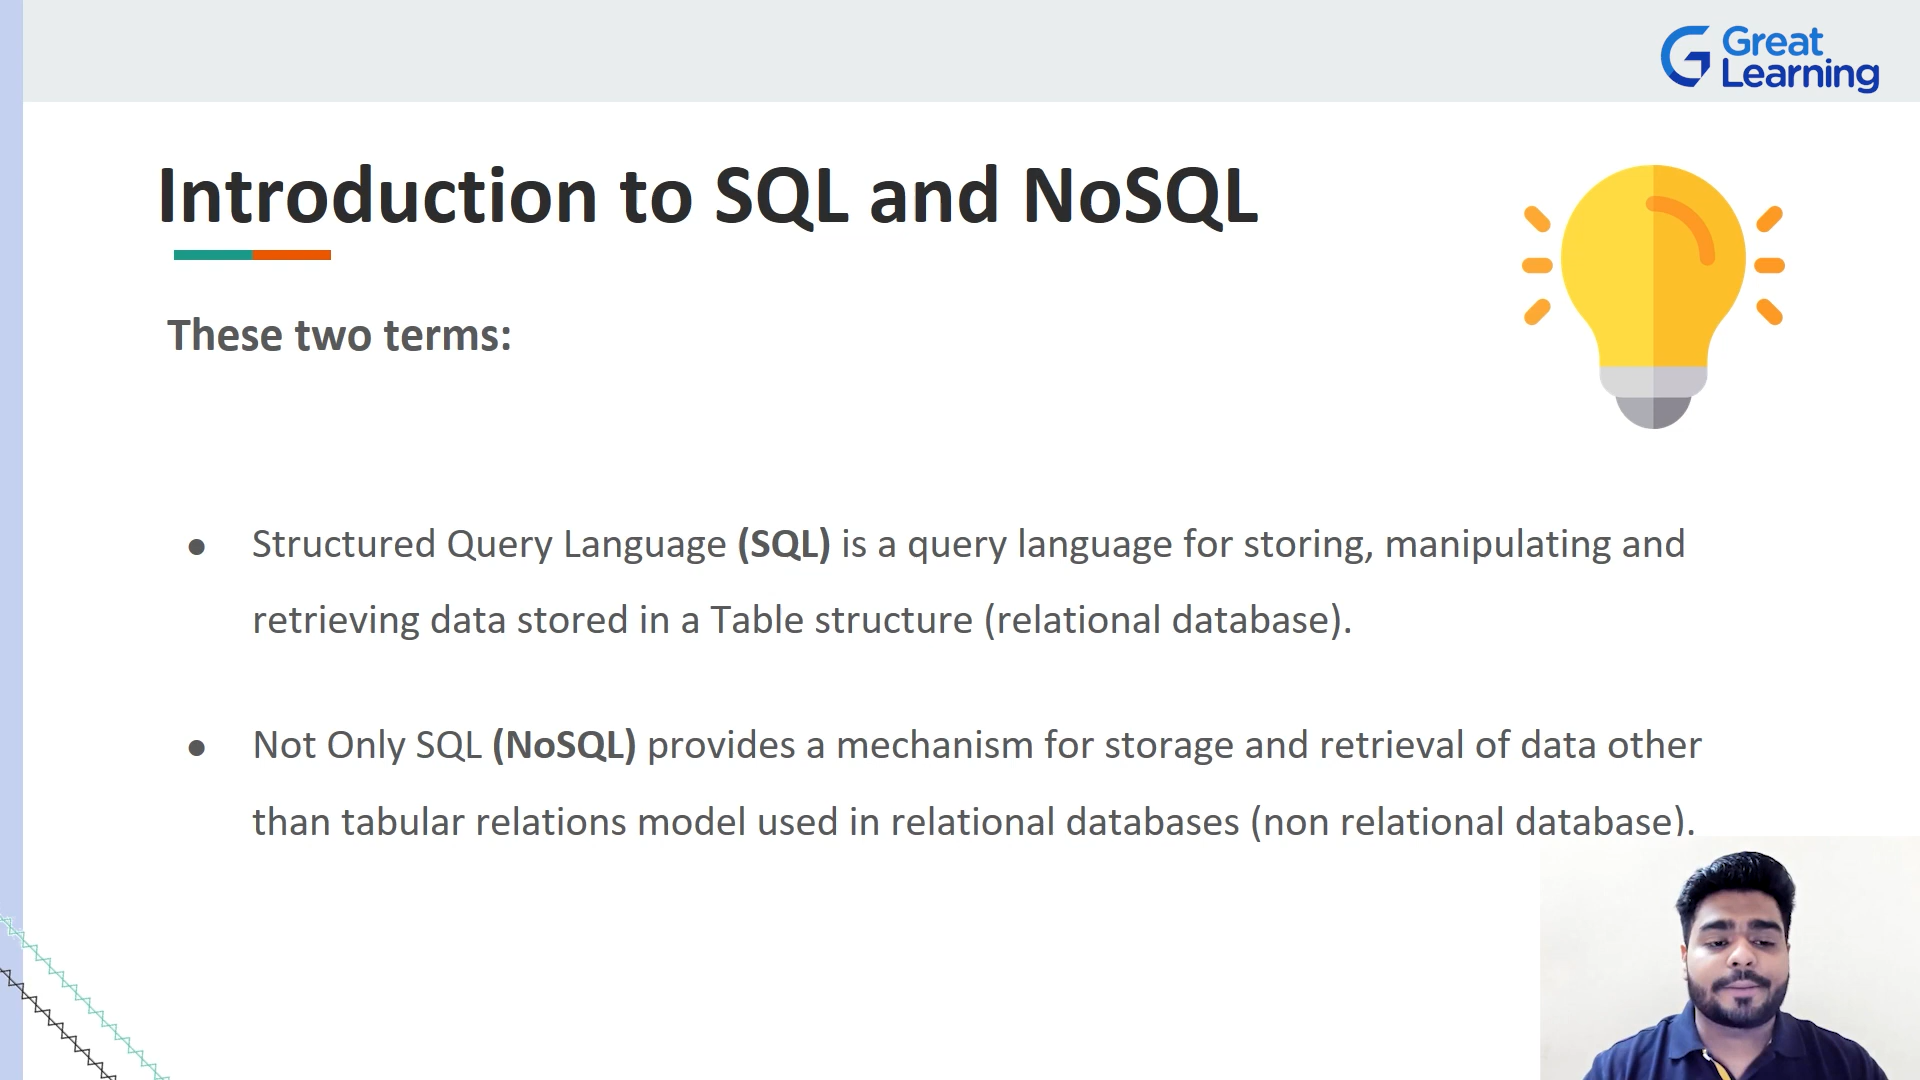 Great
Learning
Introduction to SQL and NoSQL
These two terms:
● Structured Query Language (SQL) is a query language for storing, manipulating and
retrieving data stored in a Table structure (relational database).
● Not Only SQL (NoSQL) provides a mechanism for storage and retrieval of data other
than tabular relations model used in relational databases (non relational database).